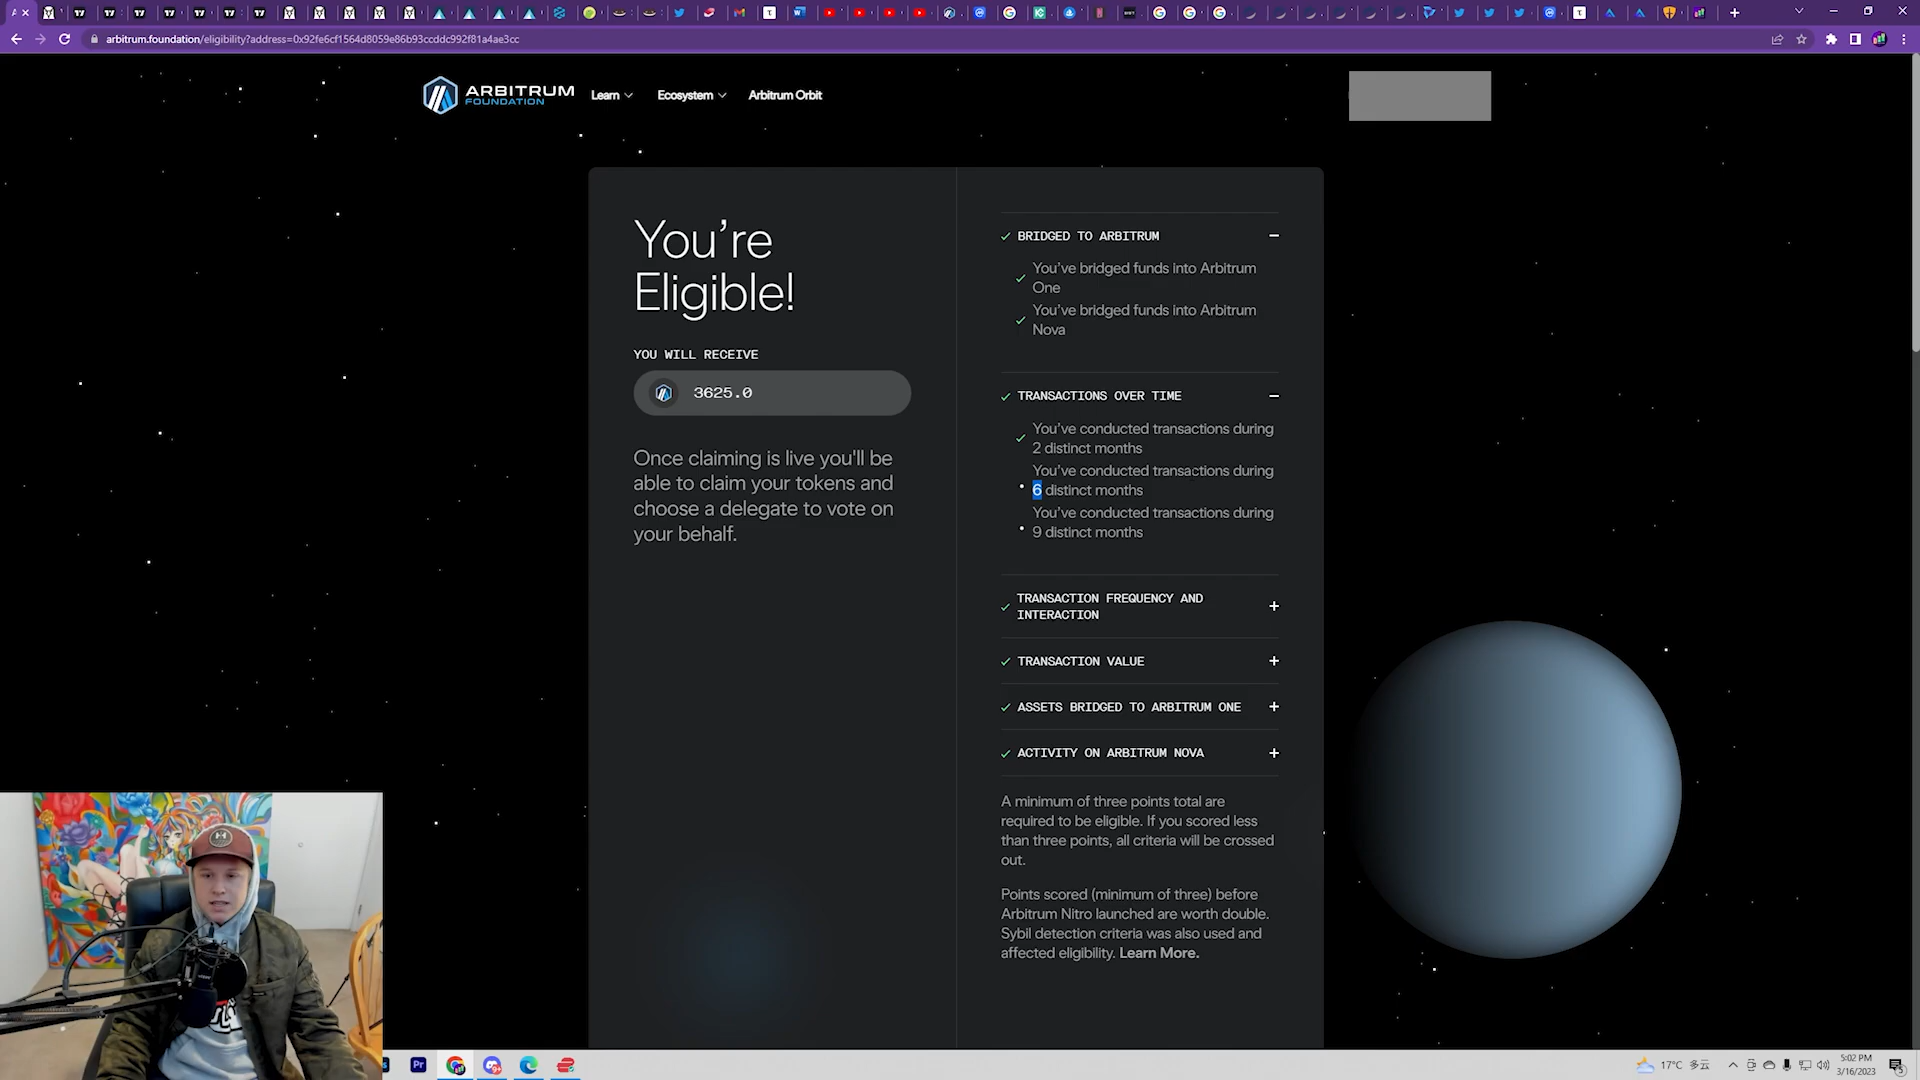 arbitrum.foundation/eligibility?address=0x92fe6cf1564d8059e86b93ccddc992f81a4ae3cc
ARBITRUM
FOUNDATION
Learn
Ecosystem
Arbitrum Orbit
You’re
Eligible!
YOU WILL RECEIVE
3625.0
Once claiming is live you'll be
able to claim your tokens and
choose a delegate to vote on
your behalf.
BRIDGED TO ARBITRUM
You’ve bridged funds into Arbitrum
One
You’ve bridged funds into Arbitrum
Nova
TRANSACTIONS OVER TIME
You’ve conducted transactions during
2 distinct months
You’ve conducted transactions during
6 distinct months
You’ve conducted transactions during
9 distinct months
TRANSACTION FREQUENCY AND
INTERACTION
TRANSACTION VALUE
ASSETS BRIDGED TO ARBITRUM ONE
ACTIVITY ON ARBITRUM NOVA
A minimum of three points total are
required to be eligible. If you scored less
than three points, all criteria will be crossed
out.
Points scored (minimum of three) before
Arbitrum Nitro launched are worth double.
Sybil detection criteria was also used and
affected eligibility. Learn More.
Pr
17°C 多云
5:02 PM
3/16/2023